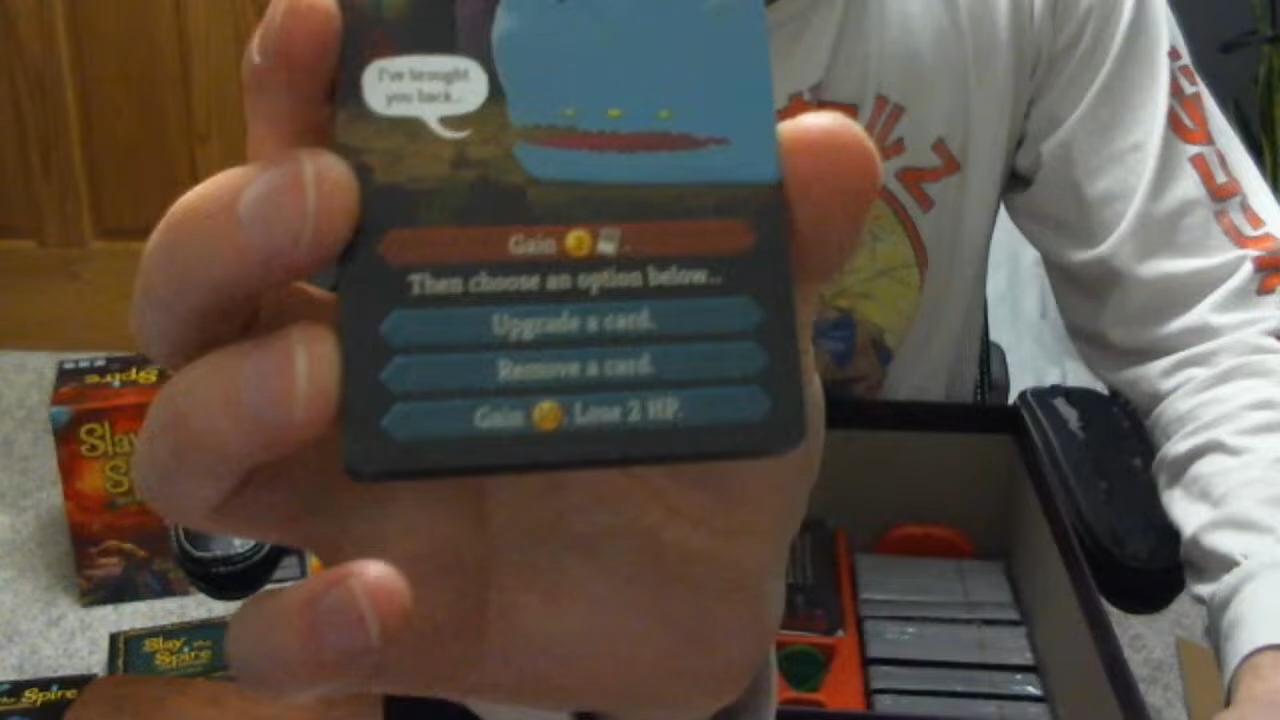 I've brought
you back...
Gain 3 .
Then choose an option below...
Upgrade a card.
Remove a card.
Gain . Lose 2 HP.
Spire
Slay
S
Slay the
Spire
the Spire
Z